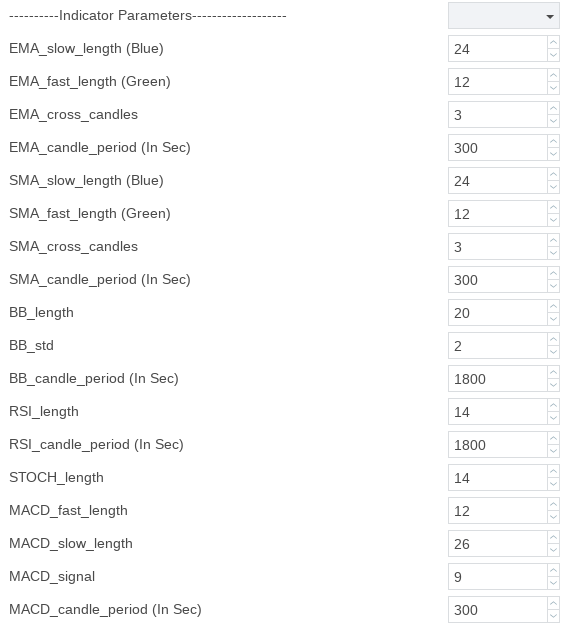 ----------Indicator Parameters-------------------
EMA_slow_length (Blue) 24
EMA_fast_length (Green) 12
EMA_cross_candles 3
EMA_candle_period (In Sec) 300
SMA_slow_length (Blue) 24
SMA_fast_length (Green) 12
SMA_cross_candles 3
SMA_candle_period (In Sec) 300
BB_length 20
BB_std 2
BB_candle_period (In Sec) 1800
RSI_length 14
RSI_candle_period (In Sec) 1800
STOCH_length 14
MACD_fast_length 12
MACD_slow_length 26
MACD_signal 9
MACD_candle_period (In Sec) 300